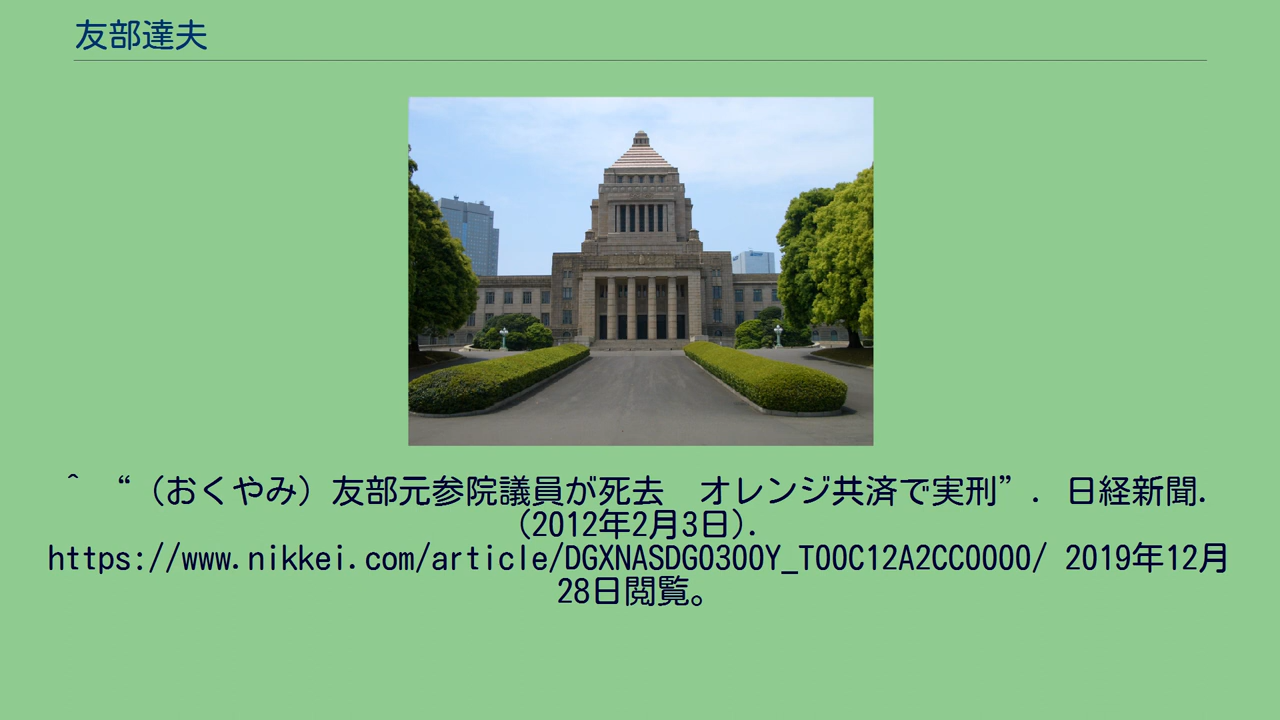 友部達夫
^ “（おくやみ）友部元参院議員が死去　オレンジ共済で実刑”. 日経新聞.
(2012年2月3日).
https://www.nikkei.com/article/DGXNASDG0300Y_T00C12A2CC0000/ 2019年12月
28日閲覧。